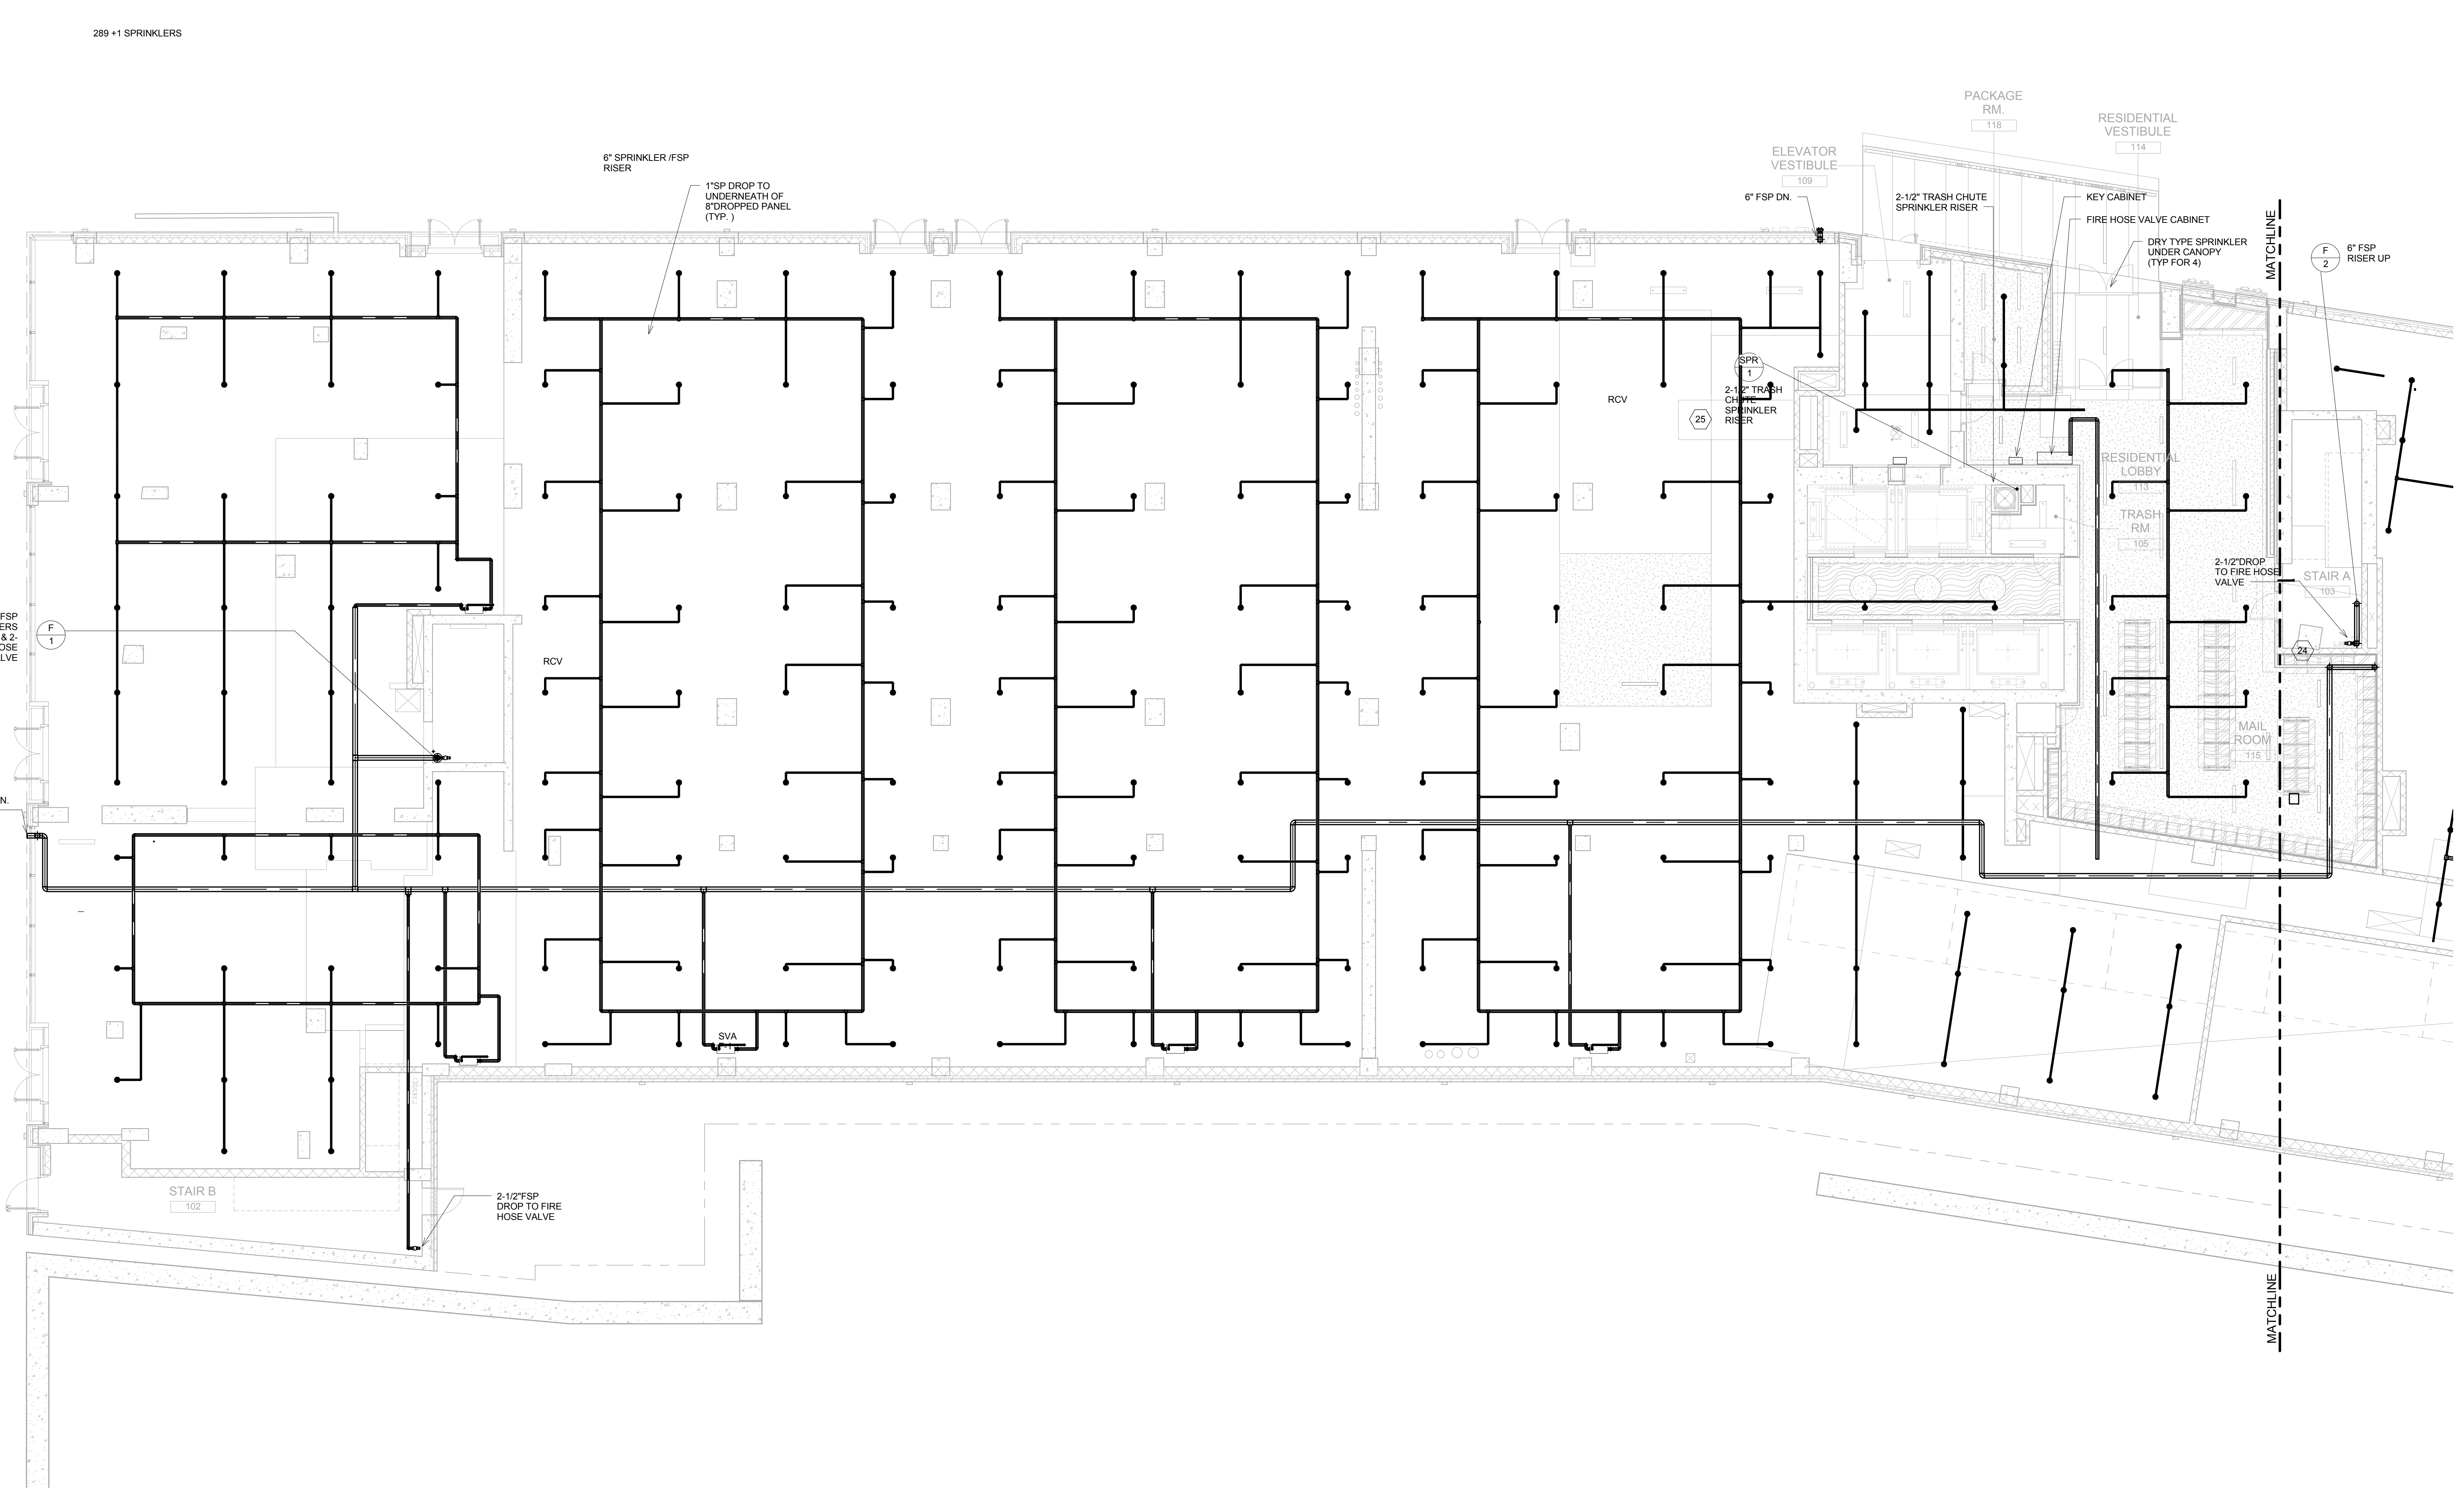 289 +1 SPRINKLERS
PACKAGE
RM.
118
RESIDENTIAL
VESTIBULE
114
ELEVATOR
VESTIBULE
109
6" SPRINKLER /FSP
RISER
1"SP DROP TO
UNDERNEATH OF
8"DROPPED PANEL
(TYP. )
6" FSP DN.
2-1/2" TRASH CHUTE
SPRINKLER RISER
KEY CABINET
FIRE HOSE VALVE CABINET
DRY TYPE SPRINKLER
UNDER CANOPY
(TYP FOR 4)
MATCHLINE
F
2
6" FSP
RISER UP
SPR
1
2-1/2" TRASH
CHUTE
SPRINKLER
RISER
25
RCV
RESIDENTIAL
LOBBY
113
TRASH
RM
105
2-1/2"DROP
TO FIRE HOSE
VALVE
STAIR A
103
FSP
ERS
& 2-
OSE
LVE
F
1
RCV
24
MAIL
ROOM
115
N.
SVA
STAIR B
102
2-1/2"FSP
DROP TO FIRE
HOSE VALVE
MATCHLINE